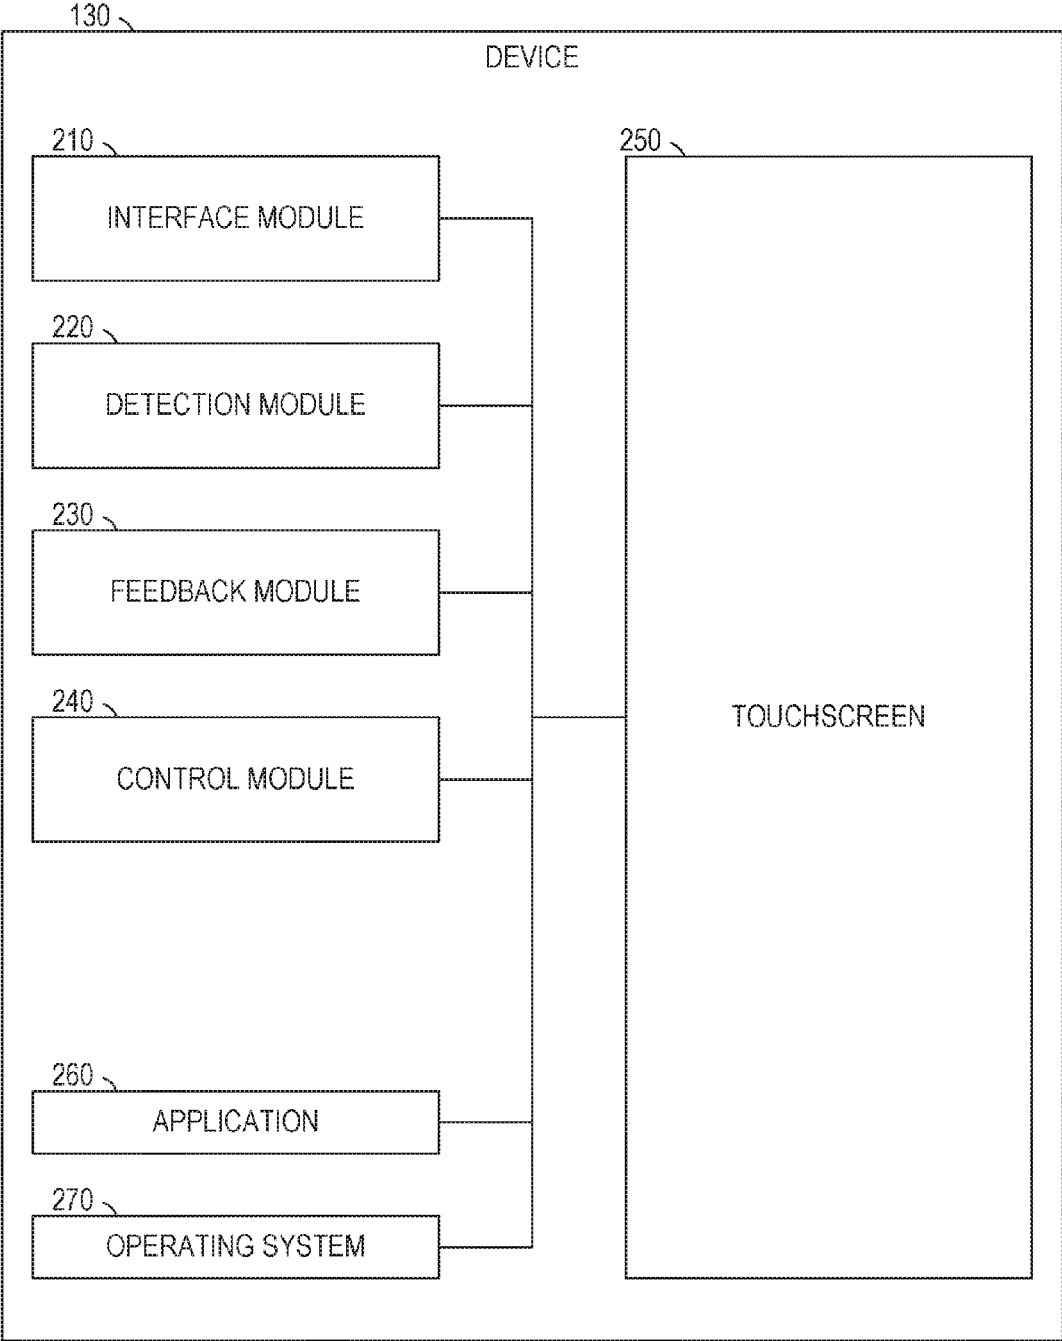 130
DEVICE
210
INTERFACE MODULE
220
DETECTION MODULE
230
FEEDBACK MODULE
240
CONTROL MODULE
250
TOUCHSCREEN
260
APPLICATION
270
OPERATING SYSTEM